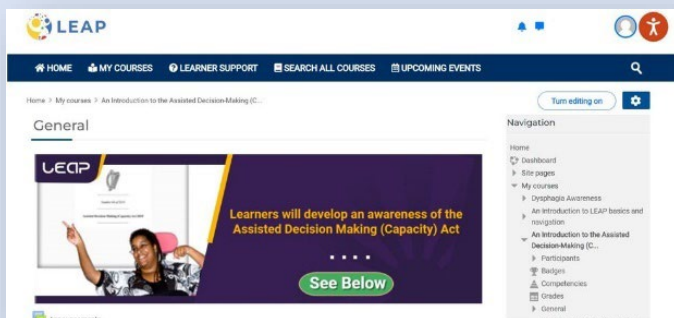 LEAP
HOME MY COURSES LEARNER SUPPORT SEARCH ALL COURSES UPCOMING EVENTS
Home > My courses > An Introduction to the Assisted Decision-Making (C...
Turn editing on
General
LEAP
Learners will develop an awareness of the
Assisted Decision Making (Capacity) Act
See Below
Navigation
Home
Dashboard
Site pages
My courses
Dysphagia Awareness
An Introduction to LEAP basics and
navigation
An Introduction to the Assisted
Decision-Making (C...
Participants
Badges
Competencies
Grades
General